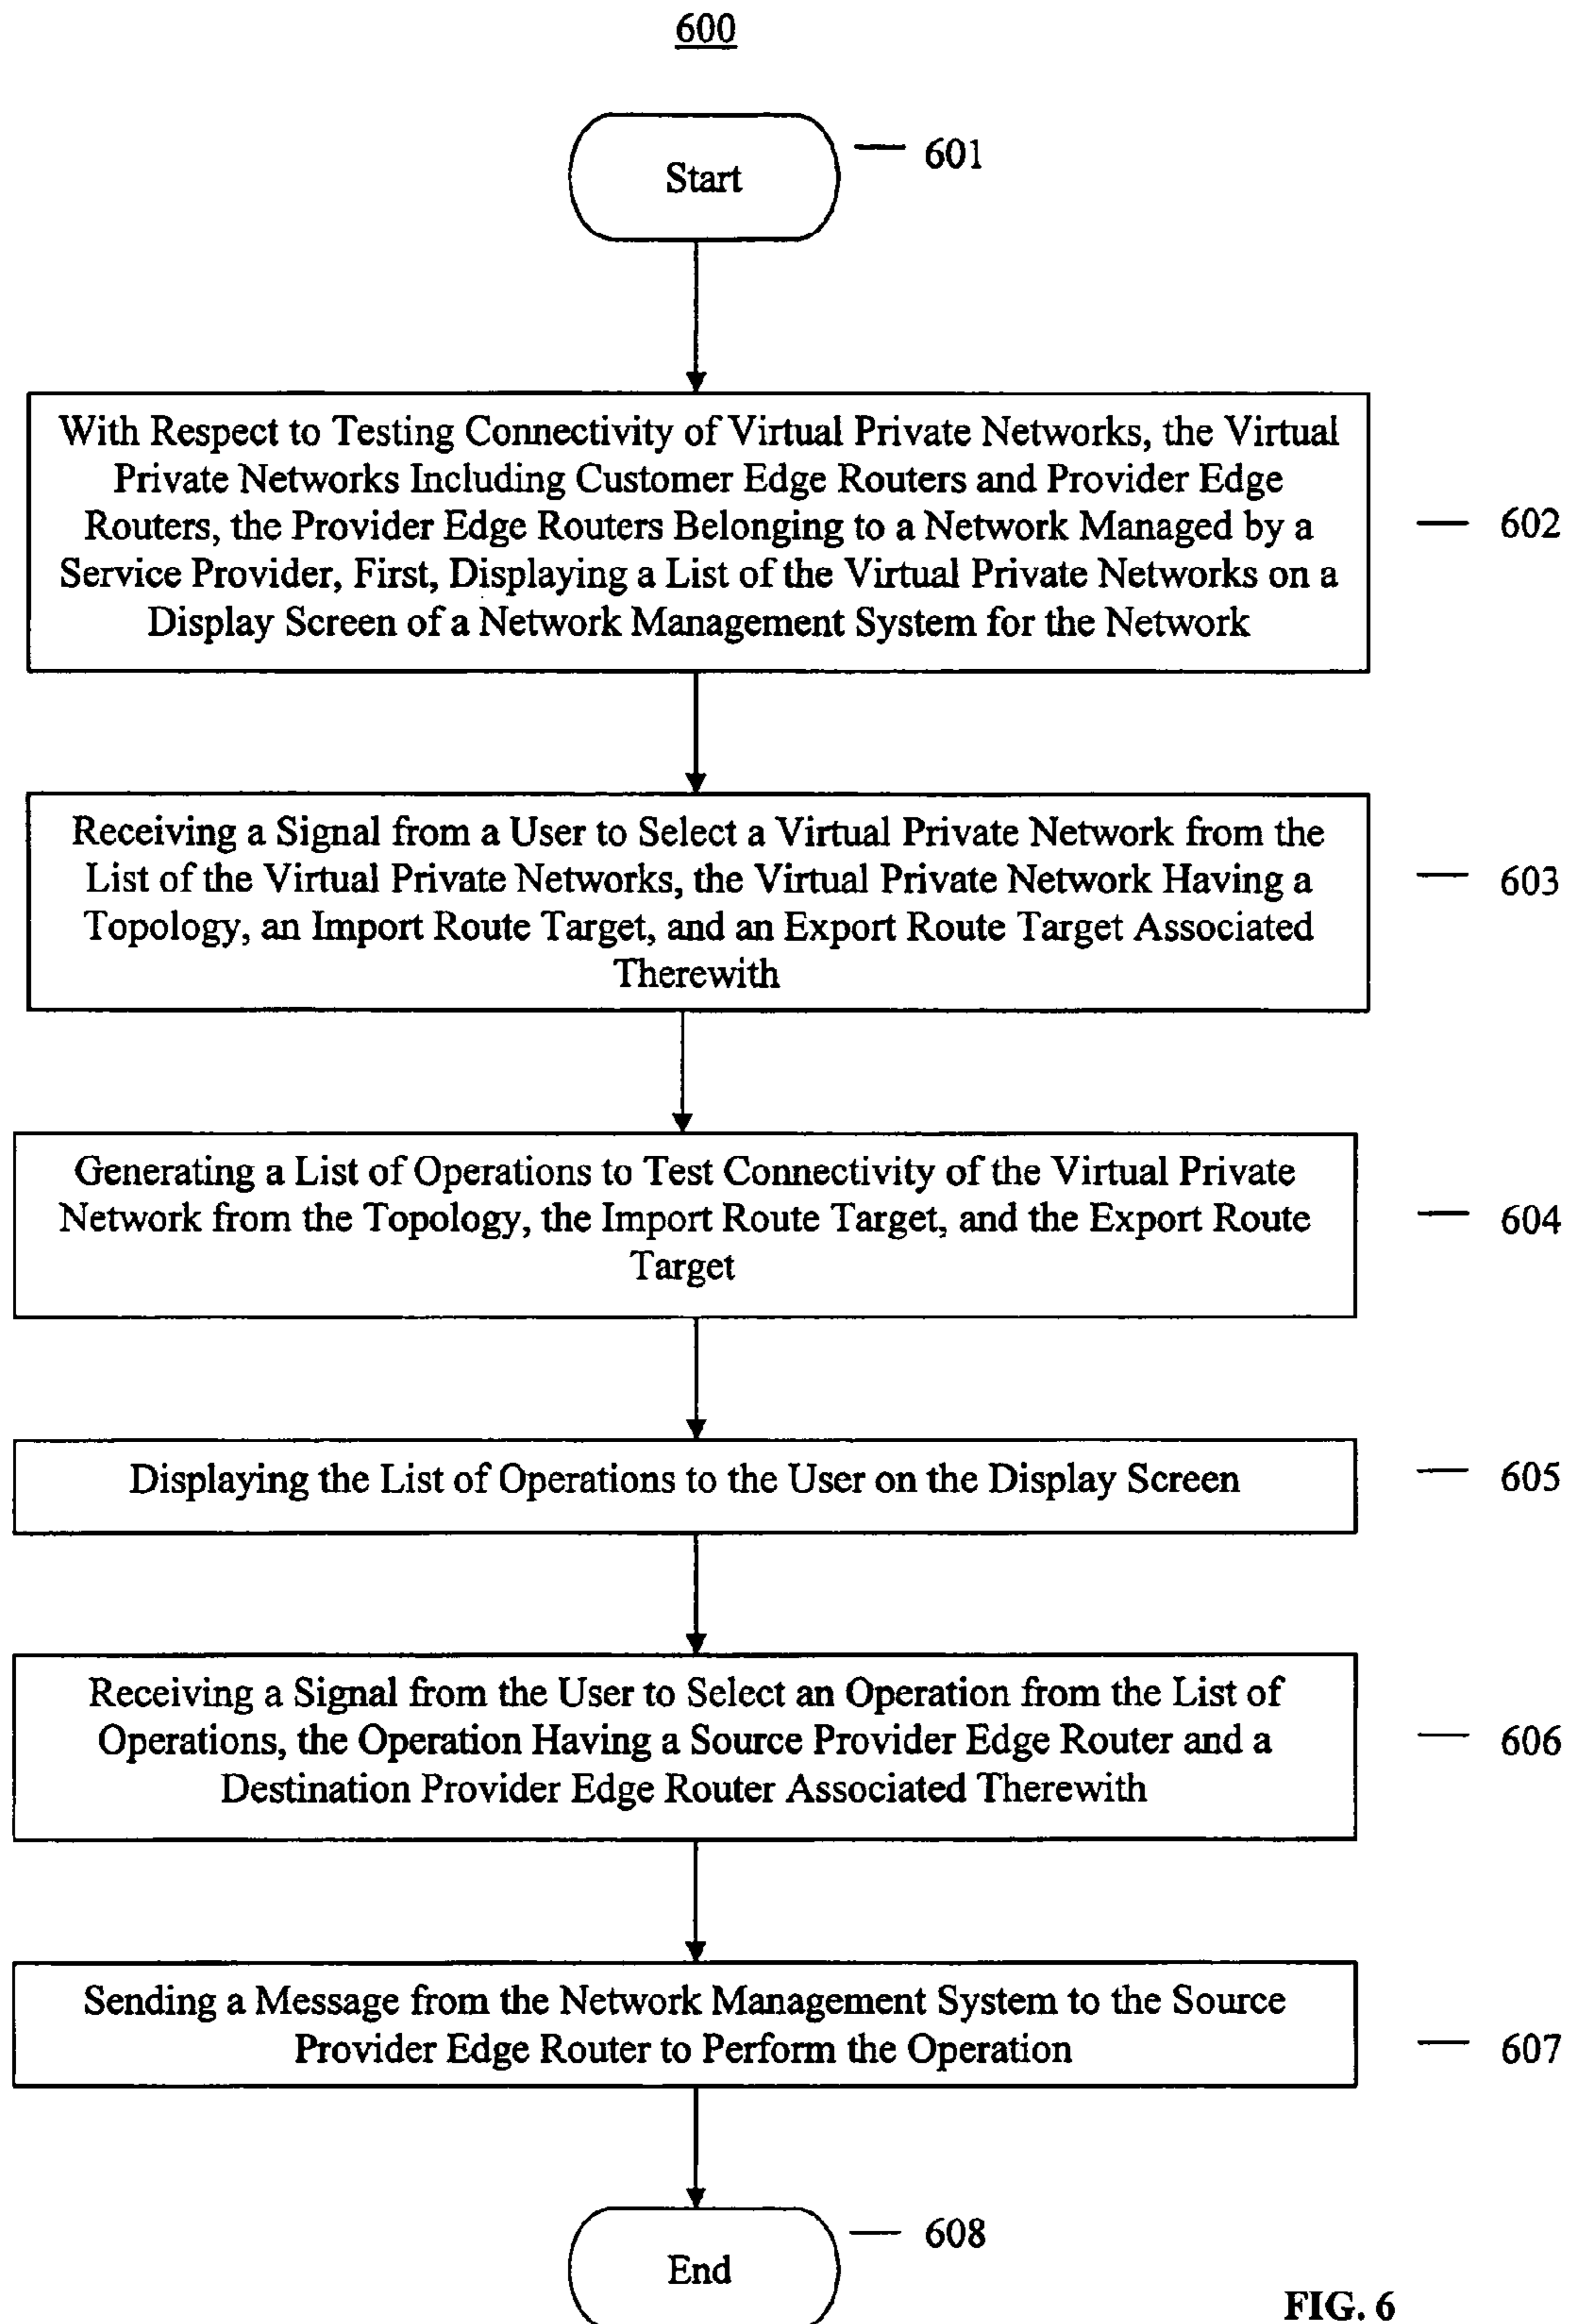 600
Start
601
With Respect to Testing Connectivity of Virtual Private Networks, the Virtual
Private Networks Including Customer Edge Routers and Provider Edge
Routers, the Provider Edge Routers Belonging to a Network Managed by a
Service Provider, First, Displaying a List of the Virtual Private Networks on a
Display Screen of a Network Management System for the Network
602
Receiving a Signal from a User to Select a Virtual Private Network from the
List of the Virtual Private Networks, the Virtual Private Network Having a
Topology, an Import Route Target, and an Export Route Target Associated
Therewith
603
Generating a List of Operations to Test Connectivity of the Virtual Private
Network from the Topology, the Import Route Target, and the Export Route
Target
604
Displaying the List of Operations to the User on the Display Screen
605
Receiving a Signal from the User to Select an Operation from the List of
Operations, the Operation Having a Source Provider Edge Router and a
Destination Provider Edge Router Associated Therewith
606
Sending a Message from the Network Management System to the Source
Provider Edge Router to Perform the Operation
607
End
608
FIG. 6